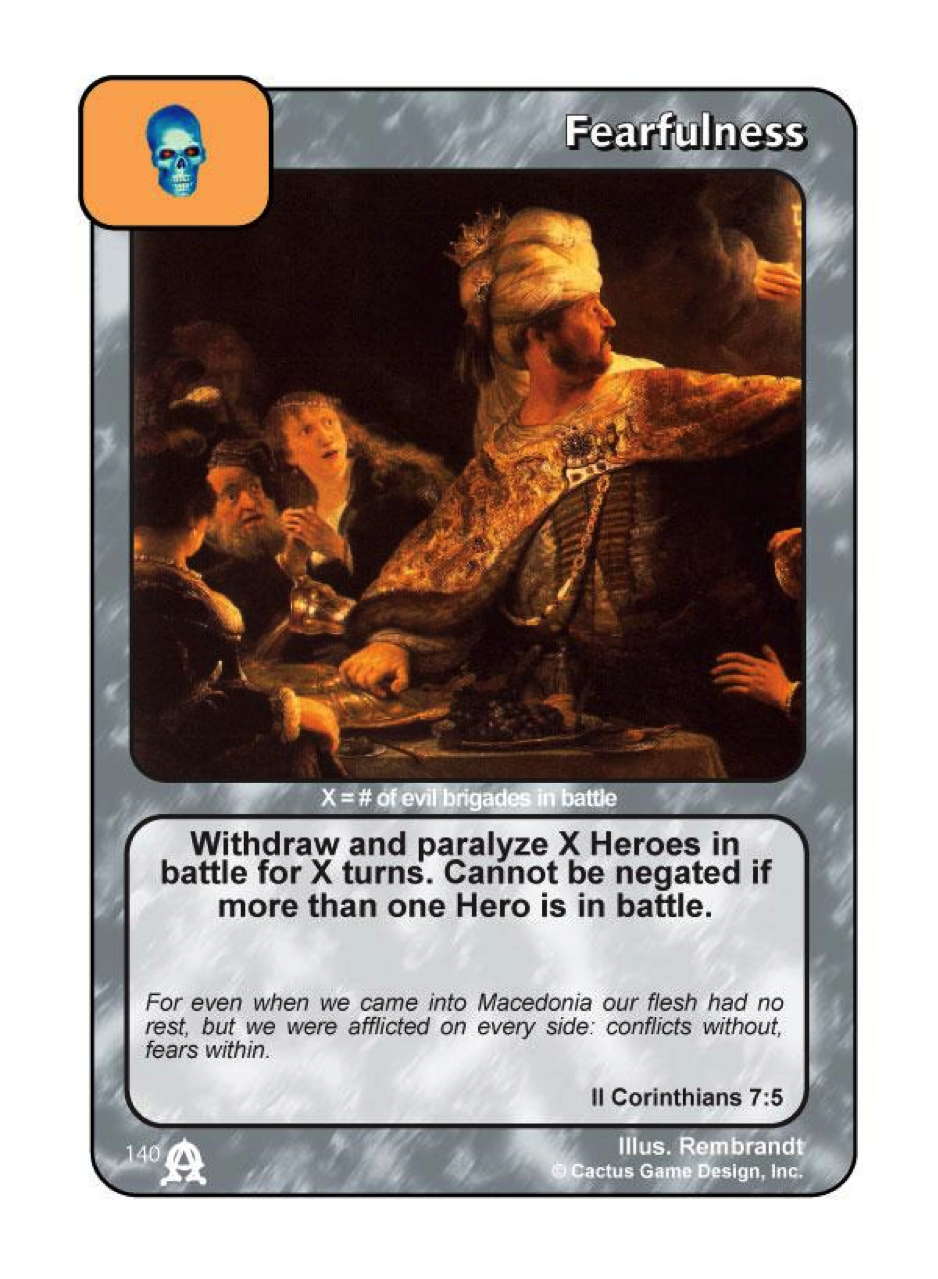 Fearfulness
X = # of evil brigades in battle
Withdraw and paralyze X Heroes in
battle for X turns. Cannot be negated if
more than one Hero is in battle.
For even when we came into Macedonia our flesh had no
rest, but we were afflicted on every side: conflicts without,
fears within.
II Corinthians 7:5
140 A
Illus. Rembrandt
© Cactus Game Design, Inc.